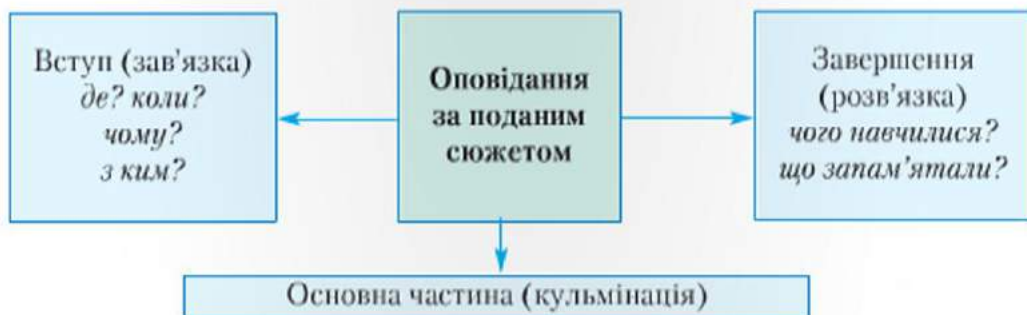 Вступ (зав'язка)
де? коли?
чому?
з ким?
Оповідання
за поданим
сюжетом
Завершення
(розв'язка)
чого навчилися?
що запам'ятали?
Основна частина (кульмінація)